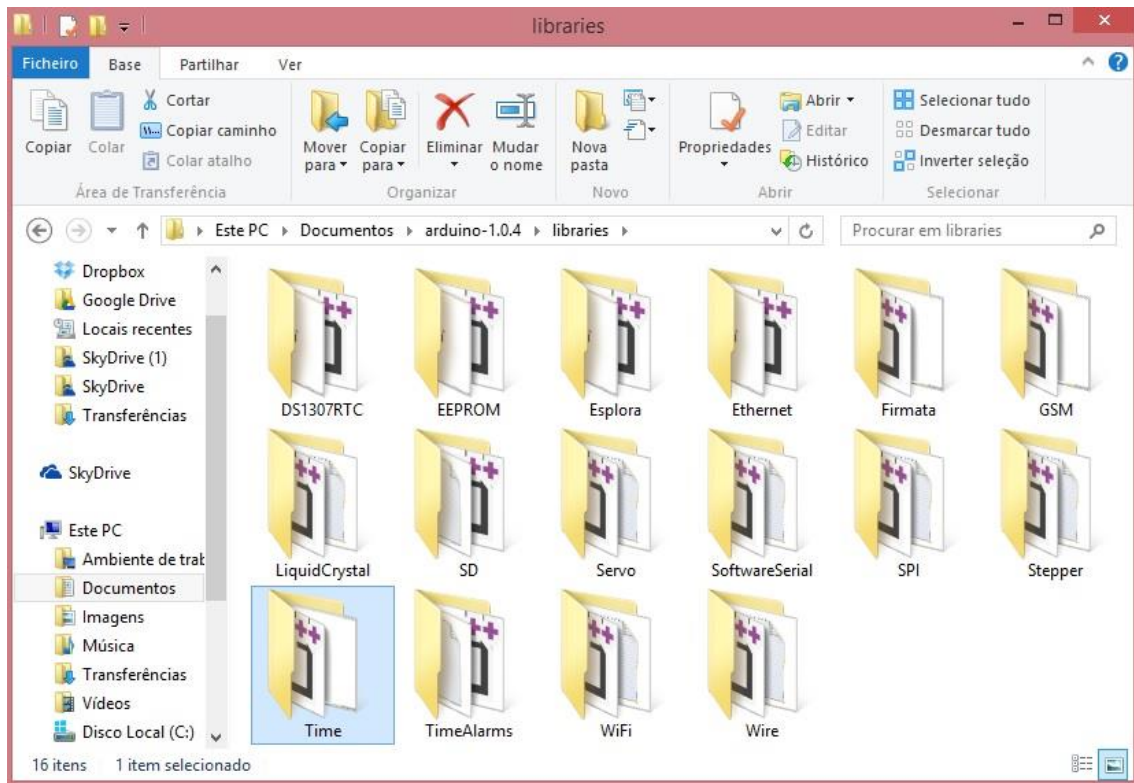 libraries
Ficheiro Base Partilhar Ver
Copiar
Colar
Cortar
Copiar caminho
Colar atalho
Área de Transferência
Mover para
Copiar para
Eliminar
Mudar o nome
Organizar
Nova pasta
Novo
Propriedades
Abrir
Editar
Histórico
Abrir
Selecionar tudo
Desmarcar tudo
Inverter seleção
Selecionar
Este PC Documentos arduino-1.0.4 libraries
Procurar em libraries
Dropbox
Google Drive
Locais recentes
SkyDrive (1)
SkyDrive
Transferências
SkyDrive
Este PC
Ambiente de trab
Documentos
Imagens
Música
Transferências
Vídeos
Disco Local (C:)
DS1307RTC EEPROM Esplora Ethernet Firmata GSM
LiquidCrystal SD Servo SoftwareSerial SPI Stepper
Time TimeAlarms WiFi Wire
16 itens 1 item selecionado